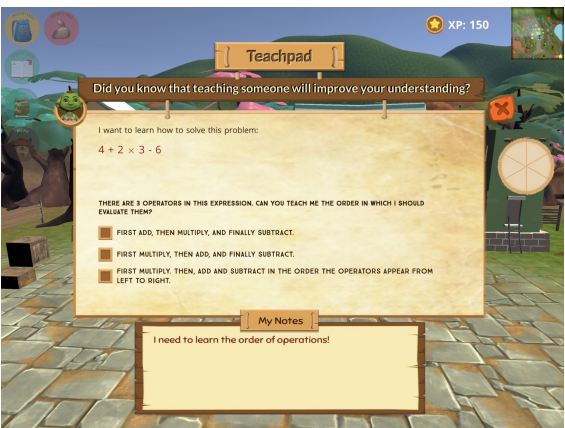 XP: 150
Teachpad
Did you know that teaching someone will improve your understanding?
I want to learn how to solve this problem:
4 + 2 × 3 - 6
THERE ARE 3 OPERATORS IN THIS EXPRESSION. CAN YOU TEACH ME THE ORDER IN WHICH I SHOULD
EVALUATE THEM?
FIRST ADD, THEN MULTIPLY, AND FINALLY SUBTRACT.
FIRST MULTIPLY, THEN ADD, AND FINALLY SUBTRACT.
FIRST MULTIPLY. THEN, ADD AND SUBTRACT IN THE ORDER THE OPERATORS APPEAR FROM
LEFT TO RIGHT.
My Notes
I need to learn the order of operations!